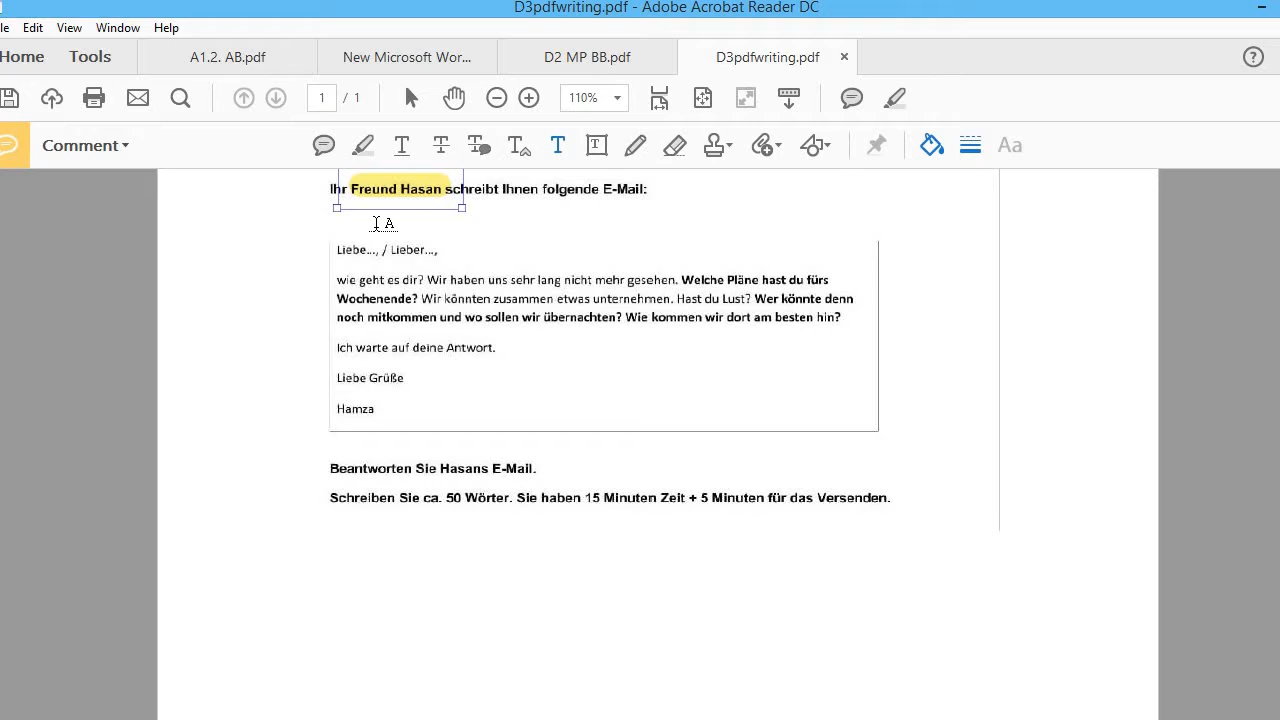 D3pdfwriting.pdf - Adobe Acrobat Reader DC
le Edit View Window Help
Home Tools A1.2. AB.pdf New Microsoft Wor... D2 MP BB.pdf D3pdfwriting.pdf × ?
1 / 1 110%
Comment T T T T T T Aa
Ihr Freund Hasan schreibt Ihnen folgende E-Mail:
A
Liebe..., / Lieber...,
wie geht es dir? Wir haben uns sehr lang nicht mehr gesehen. Welche Pläne hast du fürs
Wochenende? Wir könnten zusammen etwas unternehmen. Hast du Lust? Wer könnte denn
noch mitkommen und wo sollen wir übernachten? Wie kommen wir dort am besten hin?
Ich warte auf deine Antwort.
Liebe Grüße
Hamza
Beantworten Sie Hasans E-Mail.
Schreiben Sie ca. 50 Wörter. Sie haben 15 Minuten Zeit + 5 Minuten für das Versenden.